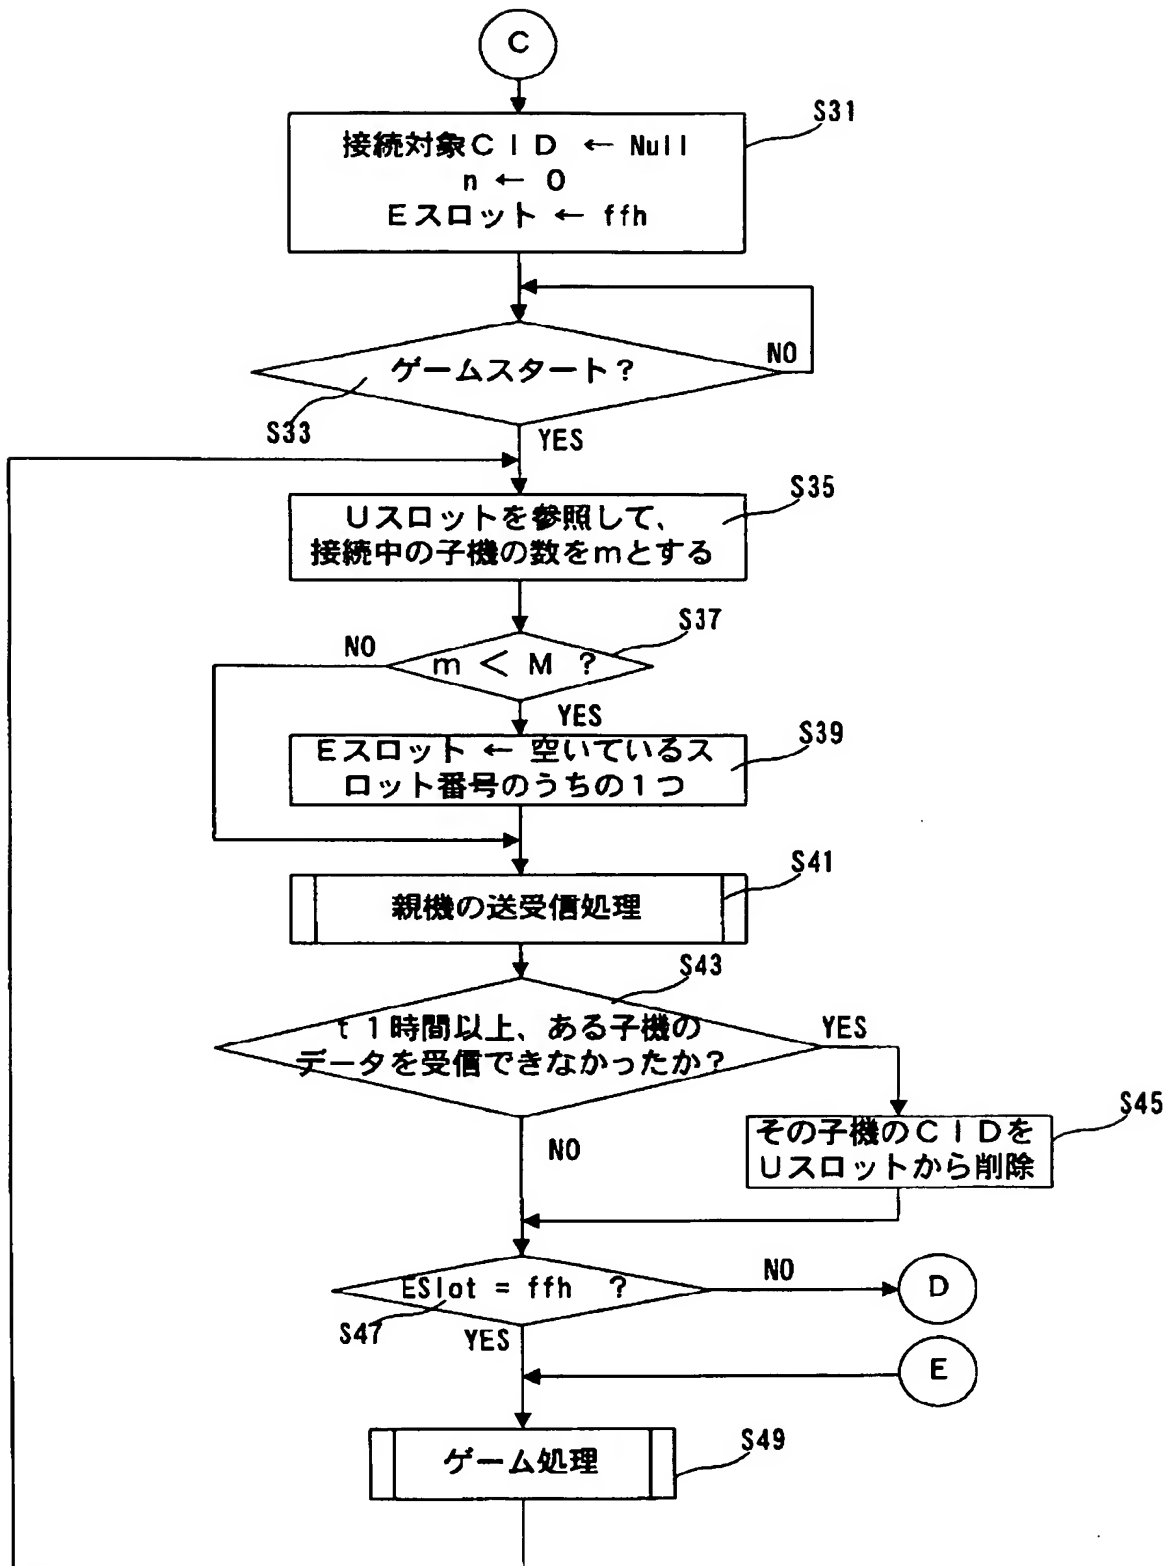 C
S31
接続対象CID ← Null
n ← 0
Eスロット ← ffh
ゲームスタート?
NO
S33
YES
S35
Uスロットを参照して、
接続中の子機の数をmとする
S37
NO
m < M ?
YES
S39
Eスロット ← 空いているス
ロット番号のうちの1つ
S41
親機の送受信処理
S43
t1時間以上、ある子機の
データを受信できなかったか?
YES
S45
その子機のCIDを
Uスロットから削除
NO
ESlot = ffh ?
NO
D
S47
YES
E
S49
ゲーム処理